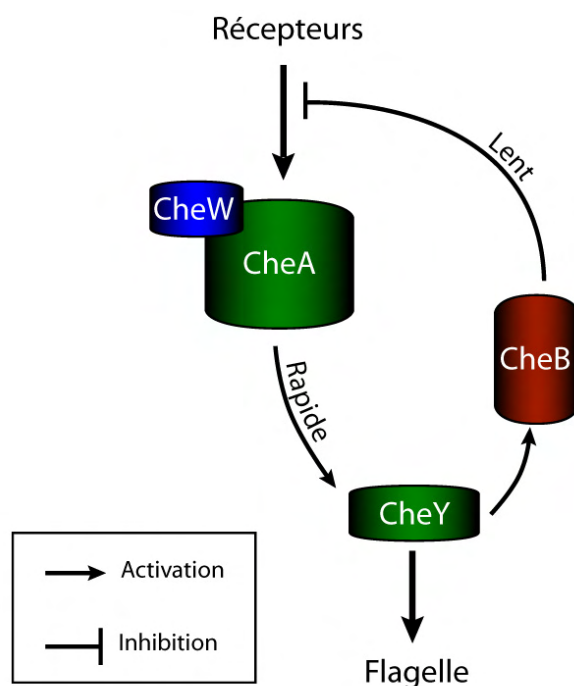 Récepteurs
Lent
CheW
CheA
CheB
Rapide
CheY
Activation
Inhibition
Flagelle